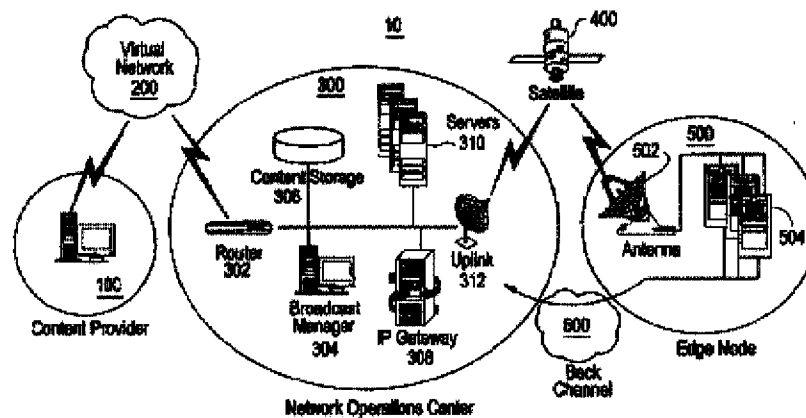 10
400
Virtual
Network
200
Satellite
300
Servers
310
500
502
Content Storage
306
Antenna
504
Router
302
Uplink
312
100
Content Provider
Broadcast
Manager
304
IP Gateway
308
600
Back
Channel
Edge Node
Network Operations Center